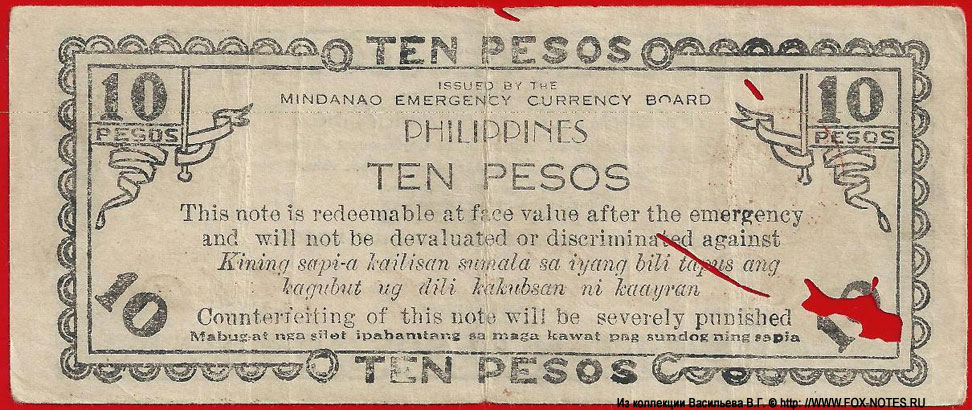 TEN PESOS
10 PESOS
10 PESOS
ISSUED BY THE
MINDANAO EMERGENCY CURRENCY BOARD
PHILIPPINES
TEN PESOS
This note is redeemable at face value after the emergency
and will not be devaluated or discriminated against
Kining sapi-a kailisan sumala sa iyang bili tapus ang
kagubut ug dili kakubsan ni kaayran
10
Counterfeiting of this note will be severely punished
Mabug-at nga silot ipahamtang sa maga kawat pag sundog ning sapia
TEN PESOS
Из коллекции Васильева В.Г. © http: //WWW.FOX-NOTES.RU